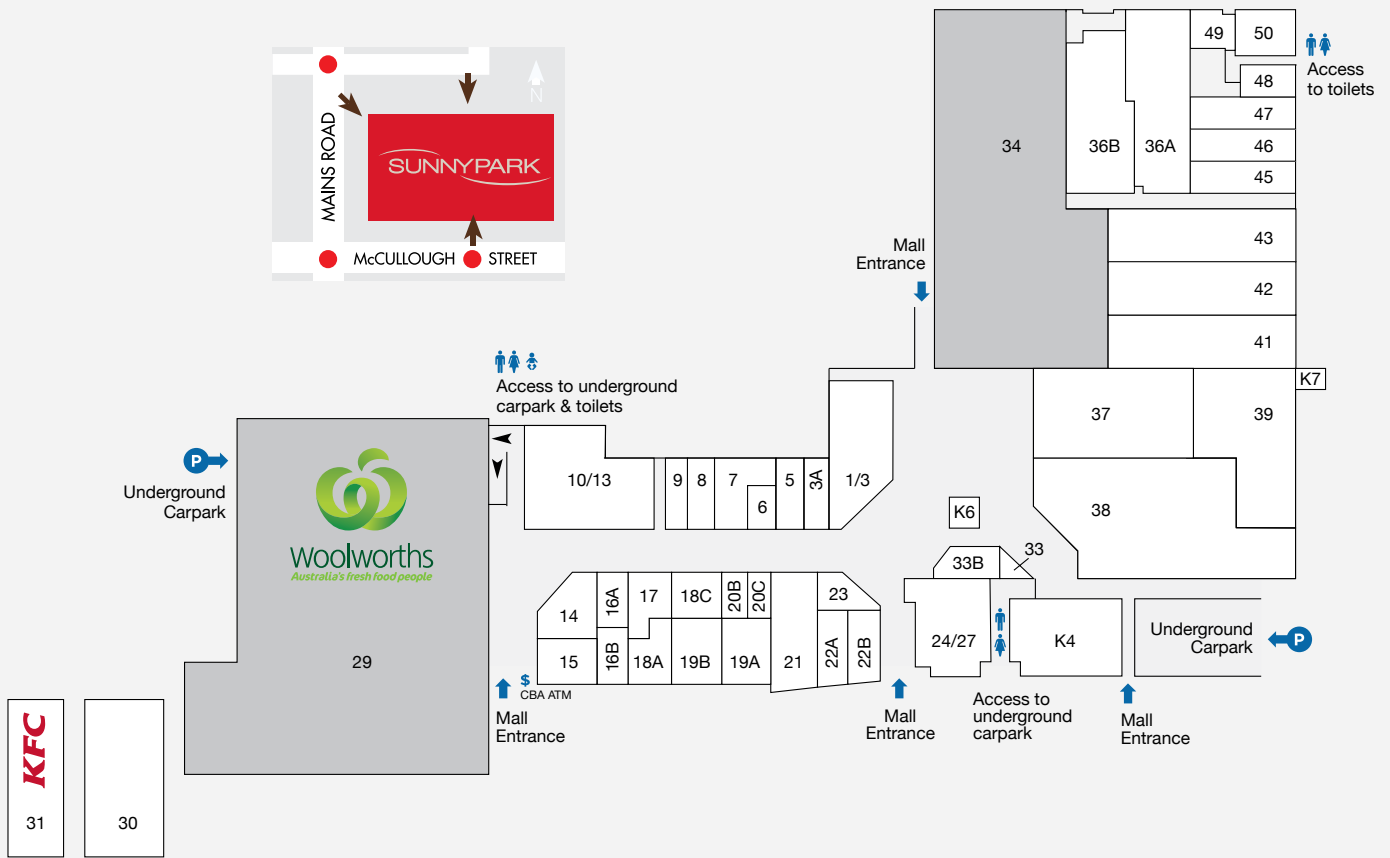 MAINS ROAD
N
SUNNYPARK
McCULLOUGH STREET
34
36B
36A
49
50
Access
to toilets
48
47
46
45
43
42
41
K7
Mall
Entrance
37
39
38
Access to underground
carpark & toilets
P
Underground
Carpark
Woolworths
Australia's fresh food people
29
10/13
9
8
7
6
5
3A
1/3
K6
33B
33
14
15
16A
16B
17
18A
18C
19B
20B
20C
19A
21
23
22A
22B
24/27
K4
Underground
Carpark
P
$
CBA ATM
Mall
Entrance
Mall
Entrance
Access to
underground
carpark
Mall
Entrance
KFC
31
30